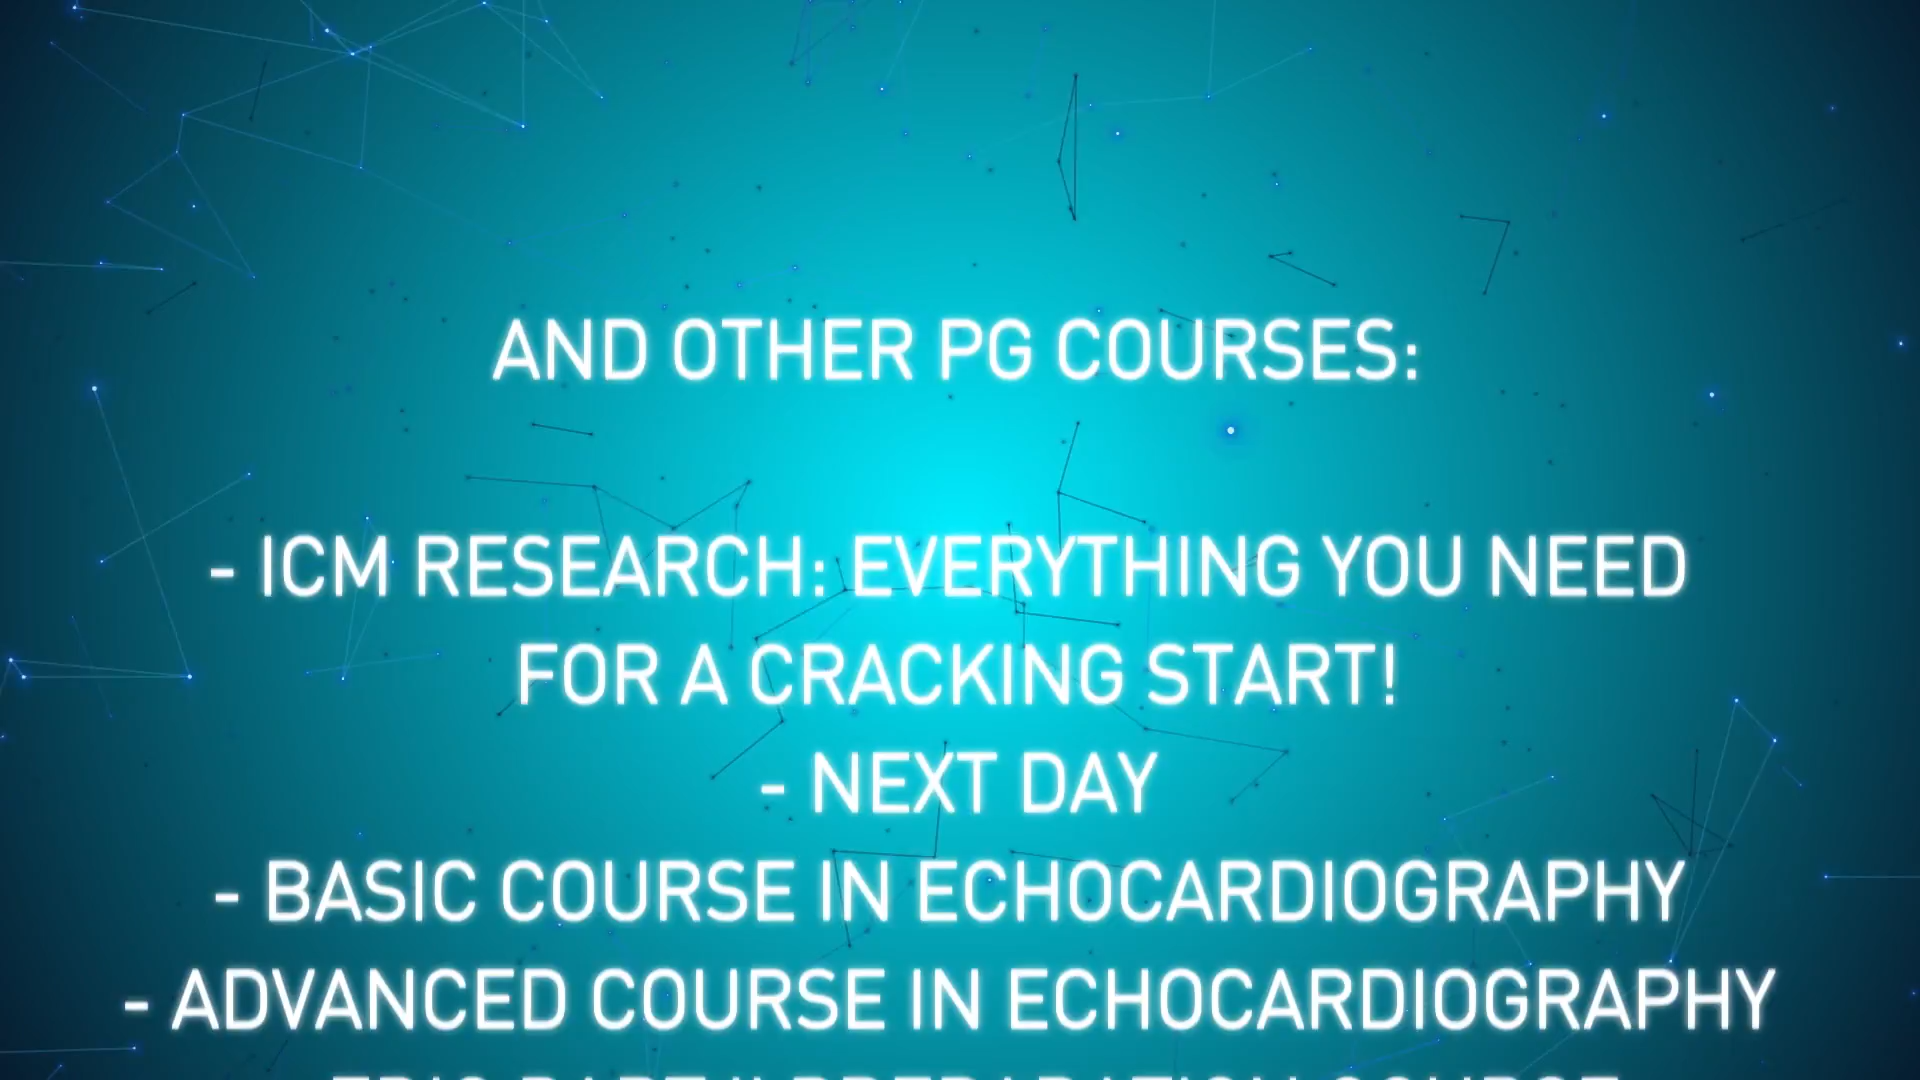 AND OTHER PG COURSES:
- ICM RESEARCH: EVERYTHING YOU NEED
FOR A CRACKING START!
- NEXT DAY
- BASIC COURSE IN ECHOCARDIOGRAPHY
- ADVANCED COURSE IN ECHOCARDIOGRAPHY